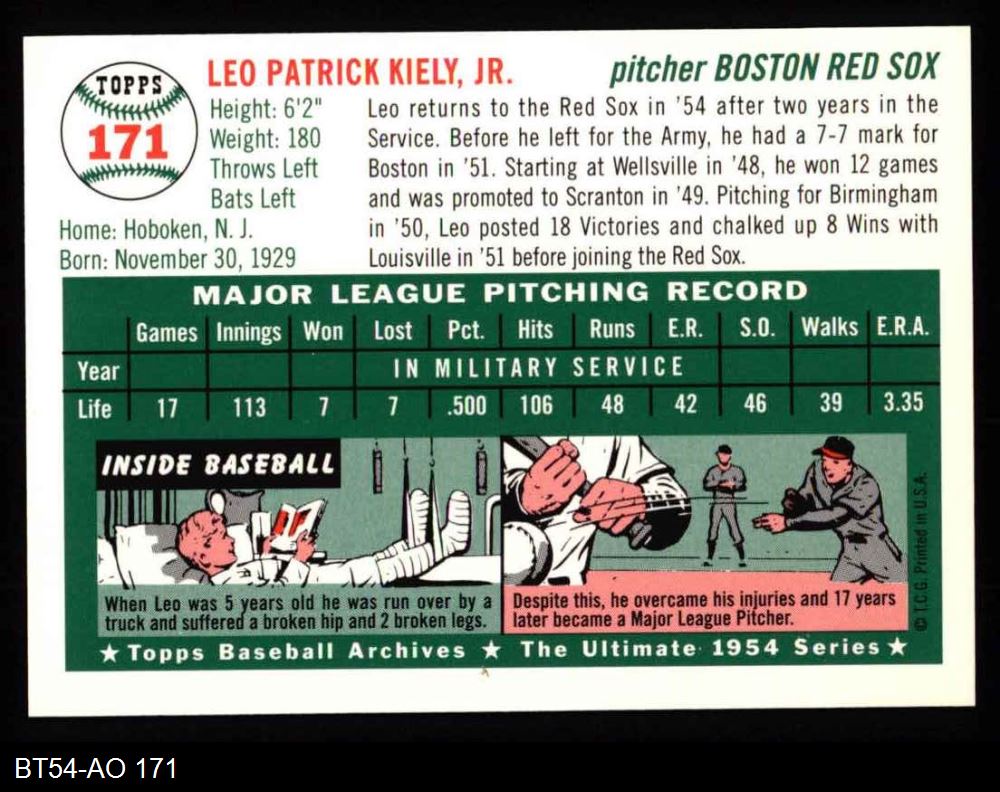 TOPPS
171
LEO PATRICK KIELY, JR.
pitcher BOSTON RED SOX
Height: 6'2"
Weight: 180
Throws Left
Bats Left
Home: Hoboken, N. J.
Born: November 30, 1929
Leo returns to the Red Sox in '54 after two years in the
Service. Before he left for the Army, he had a 7-7 mark for
Boston in '51. Starting at Wellsville in '48, he won 12 games
and was promoted to Scranton in '49. Pitching for Birmingham
in '50, Leo posted 18 Victories and chalked up 8 Wins with
Louisville in '51 before joining the Red Sox.
MAJOR LEAGUE PITCHING RECORD
Games Innings Won Lost Pct. Hits Runs E.R. S.O. Walks E.R.A.
Year IN MILITARY SERVICE
Life 17 113 7 7 .500 106 48 42 46 39 3.35
INSIDE BASEBALL
When Leo was 5 years old he was run over by a
truck and suffered a broken hip and 2 broken legs.
Despite this, he overcame his injuries and 17 years
later became a Major League Pitcher.
© T.C.G. Printed in U.S.A.
★ Topps Baseball Archives ★ The Ultimate 1954 Series ★
BT54-AO 171